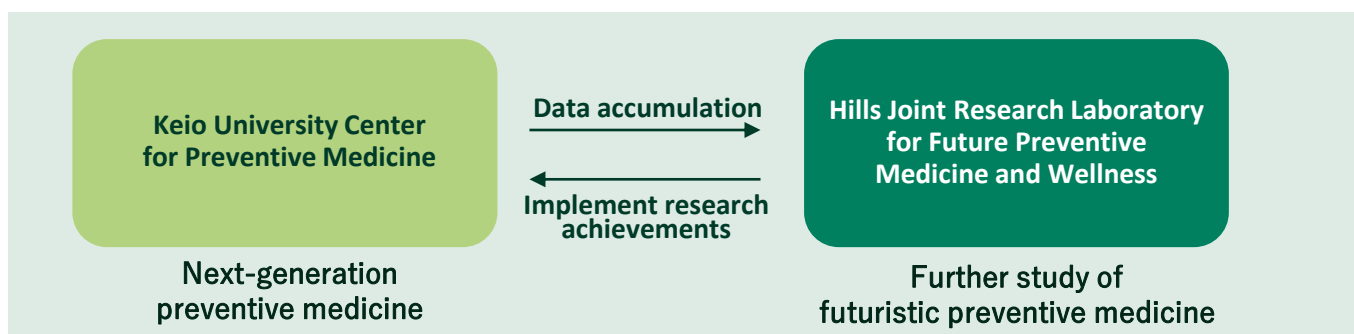 Keio University Center
for Preventive Medicine
Data accumulation
Implement research
achievements
Hills Joint Research Laboratory
for Future Preventive
Medicine and Wellness
Next-generation
preventive medicine
Further study of
futuristic preventive medicine